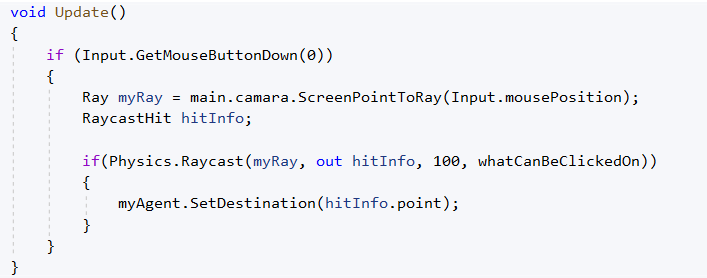 void Update()
{
    if (Input.GetMouseButtonDown(0))
    {
        Ray myRay = main.camara.ScreenPointToRay(Input.mousePosition);
        RaycastHit hitInfo;

        if(Physics.Raycast(myRay, out hitInfo, 100, whatCanBeClickedOn))
        {
            myAgent.SetDestination(hitInfo.point);
        }
    }
}